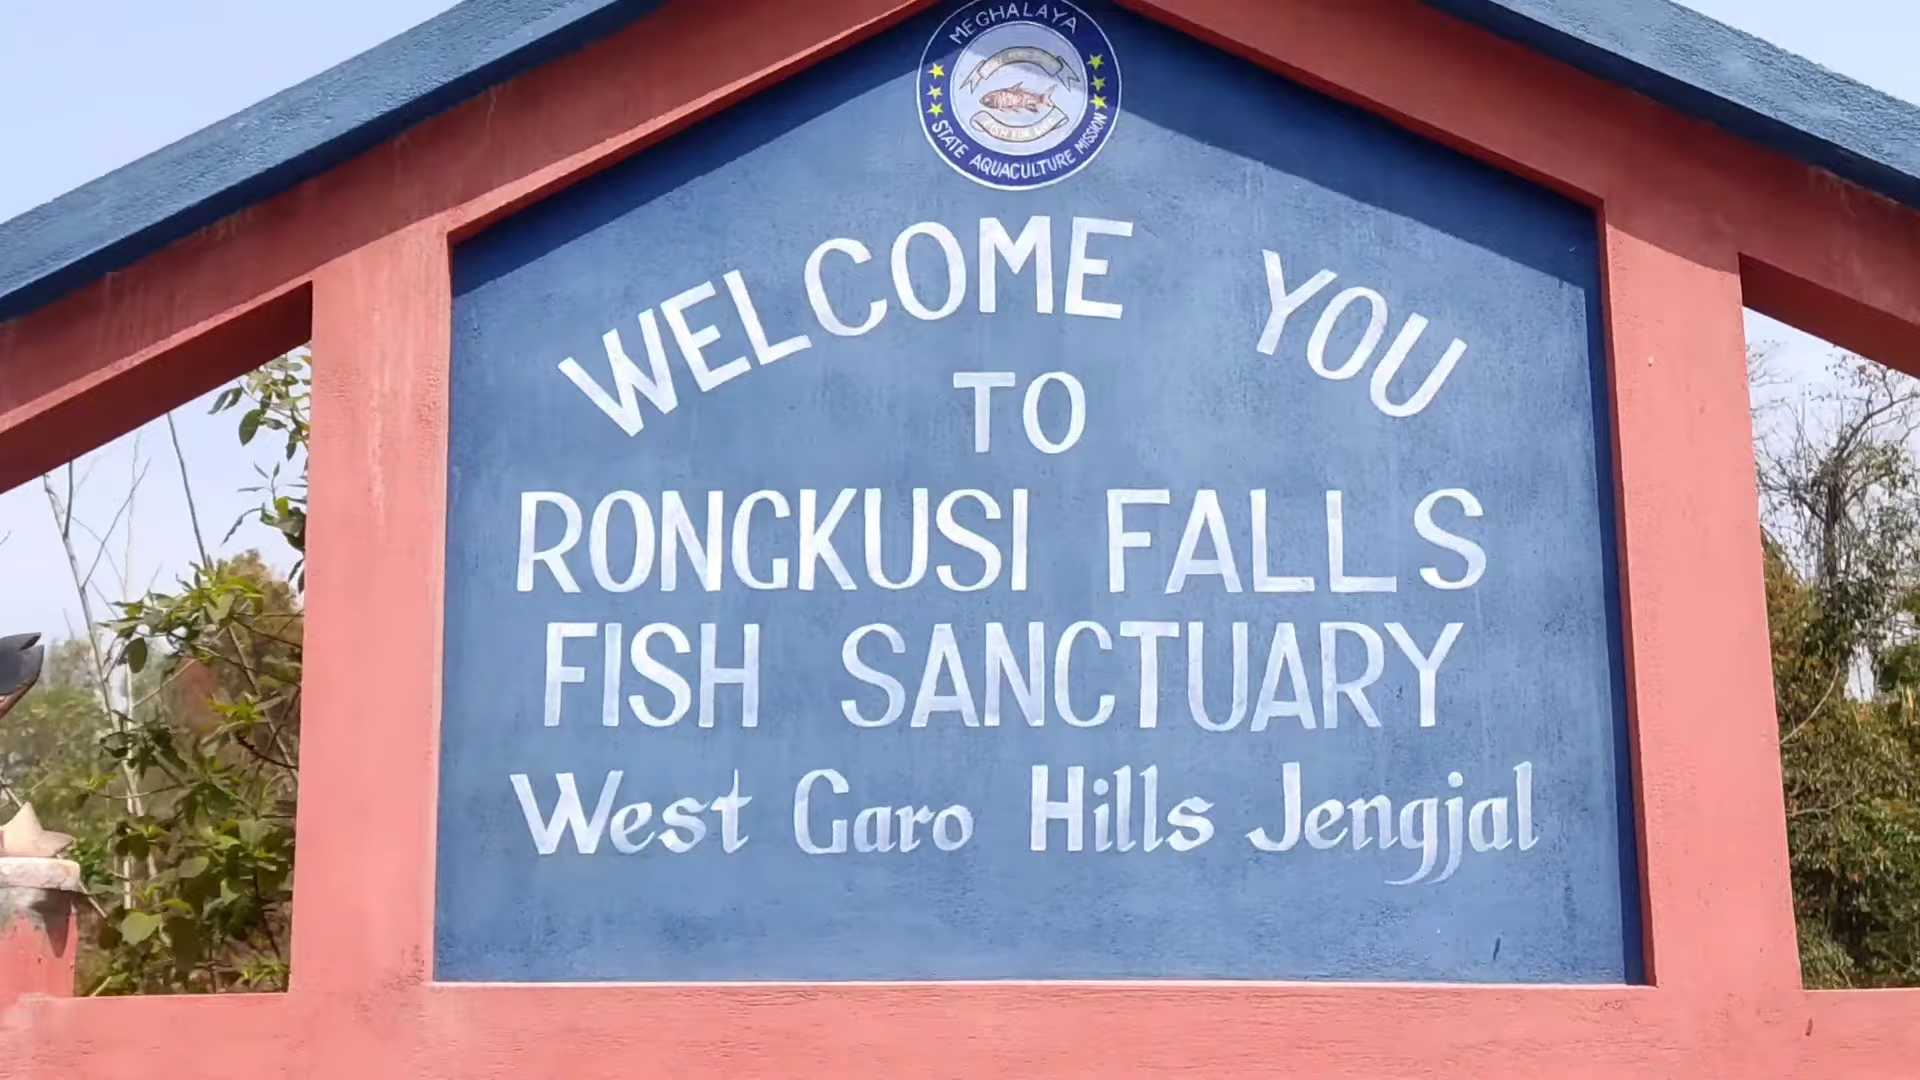 MEGHALAYA
STATE AQUACULTURE MISSION
WELCOME YOU
TO
RONGKUSI FALLS
FISH SANCTUARY
West Garo Hills Jengjal